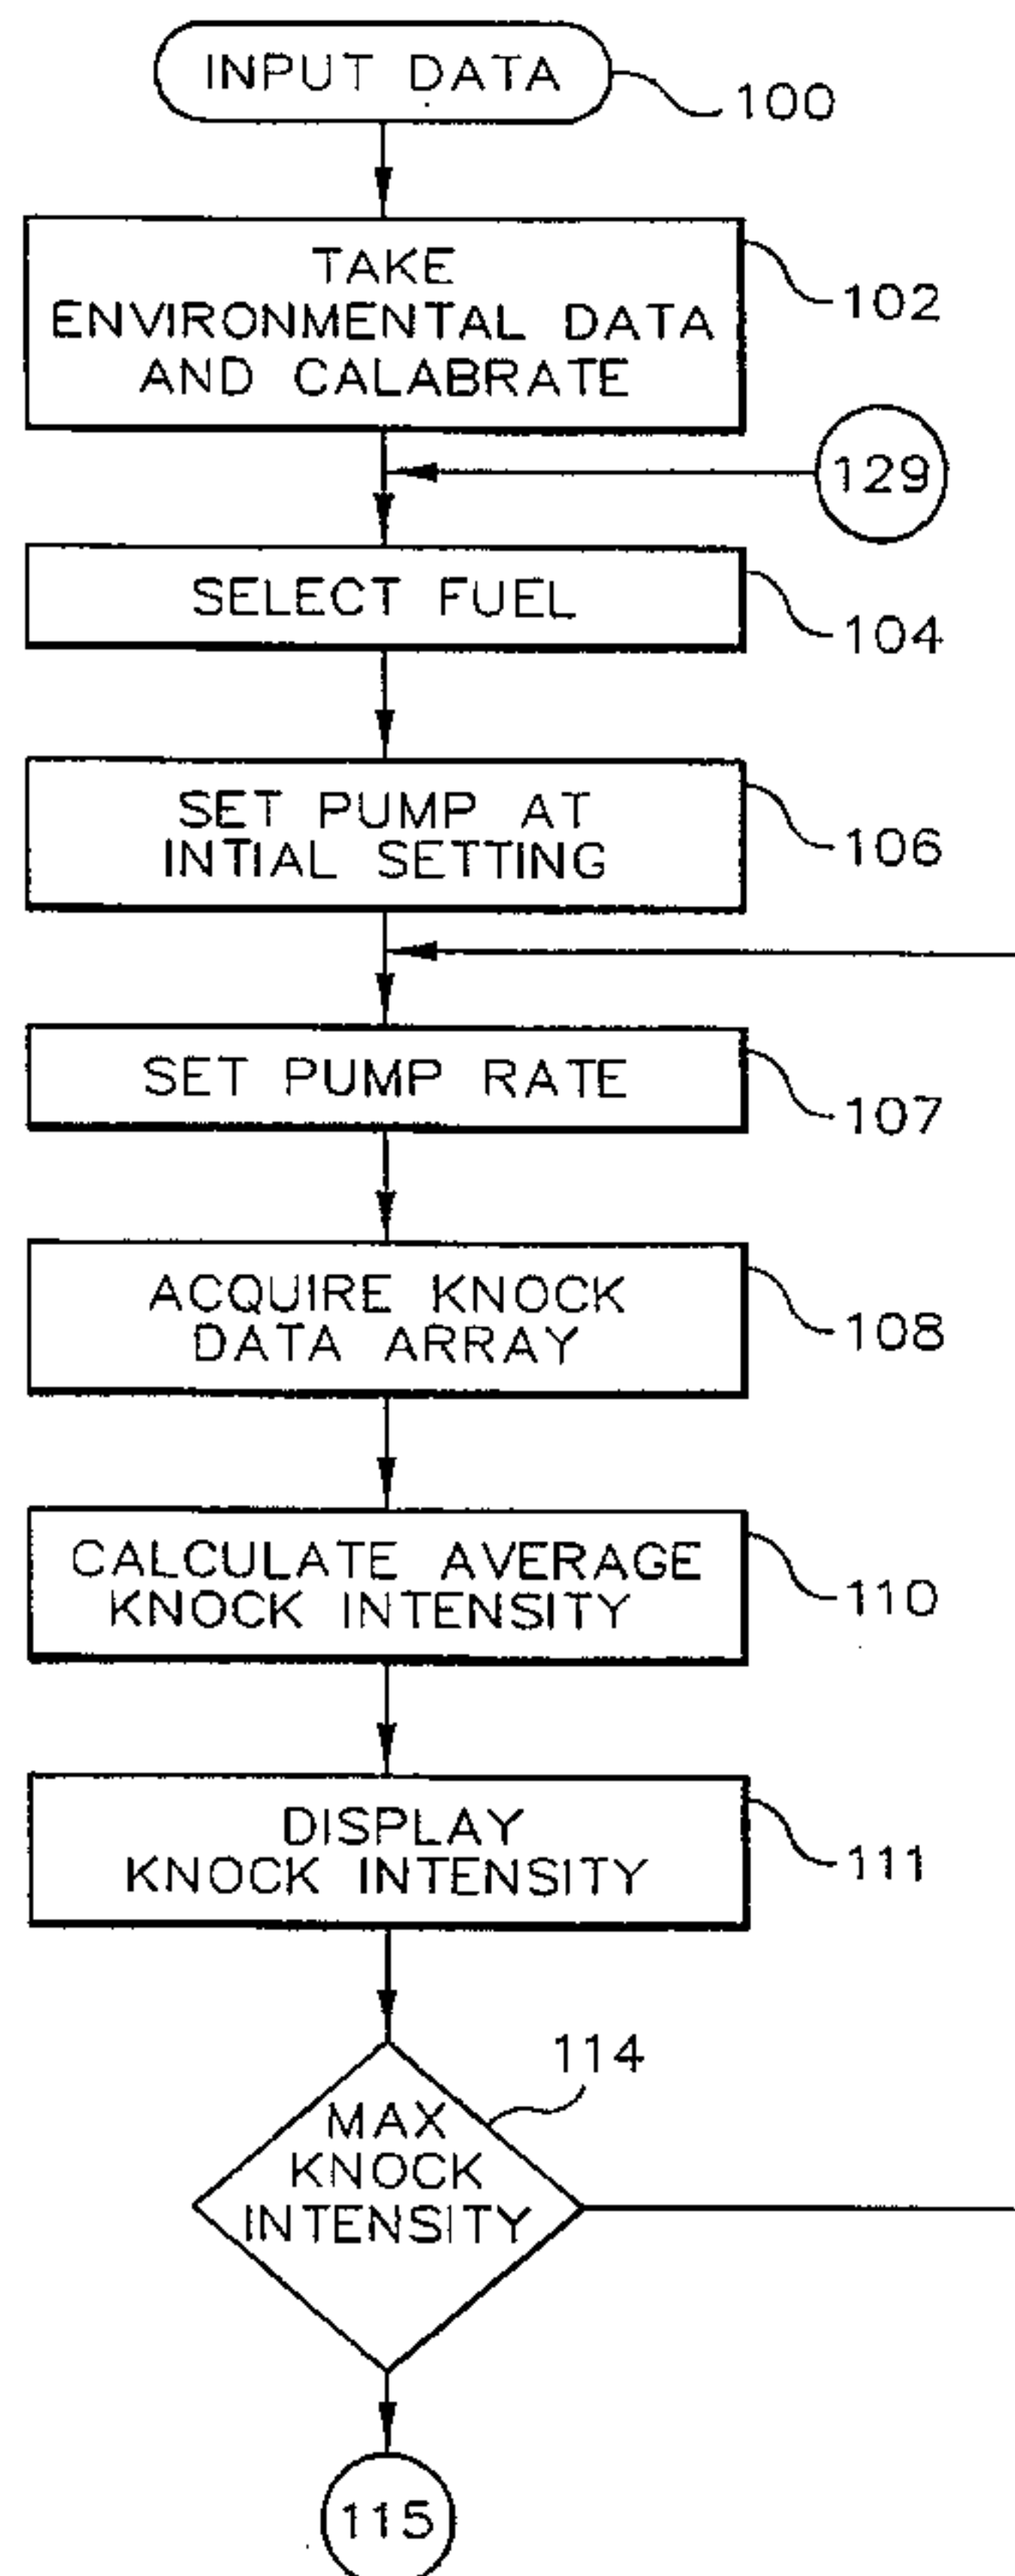 INPUT DATA
100
TAKE
ENVIRONMENTAL DATA
AND CALABRATE
102
129
SELECT FUEL
104
SET PUMP AT
INTIAL SETTING
106
SET PUMP RATE
107
ACQUIRE KNOCK
DATA ARRAY
108
CALCULATE AVERAGE
KNOCK INTENSITY
110
DISPLAY
KNOCK INTENSITY
111
114
MAX
KNOCK
INTENSITY
115